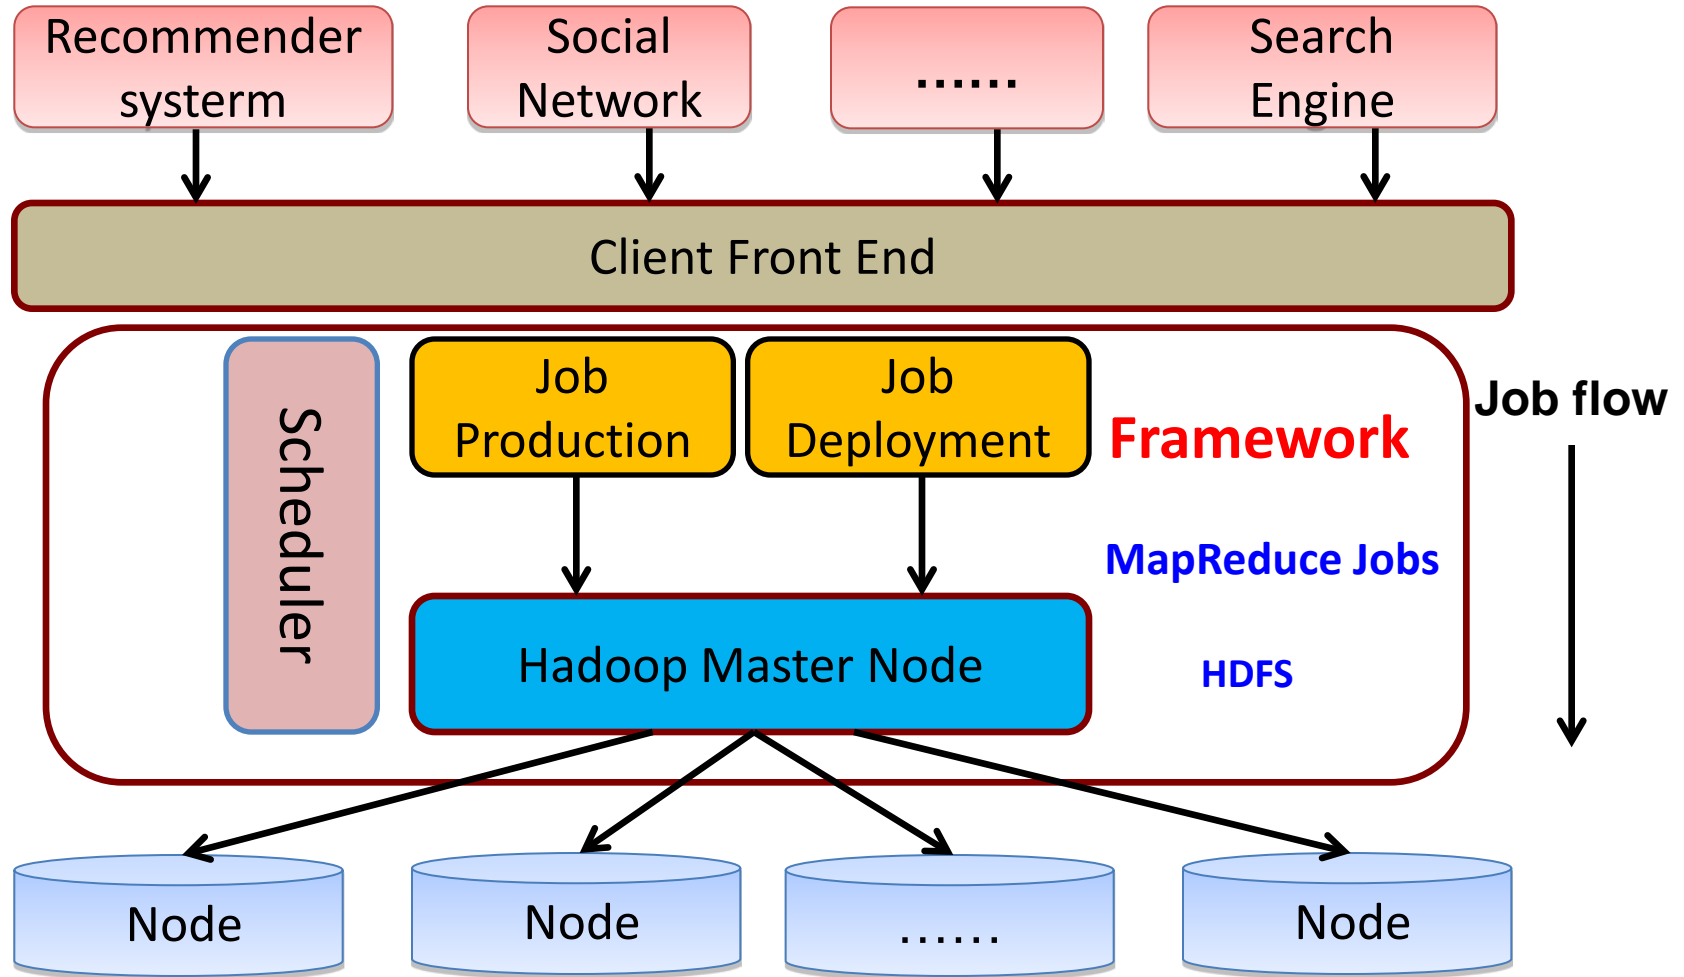 Recommender
systerm
Social
Network
......
Search
Engine
Client Front End
Scheduler
Job
Production
Job
Deployment
Framework
Job flow
MapReduce Jobs
Hadoop Master Node
HDFS
Node
Node
......
Node